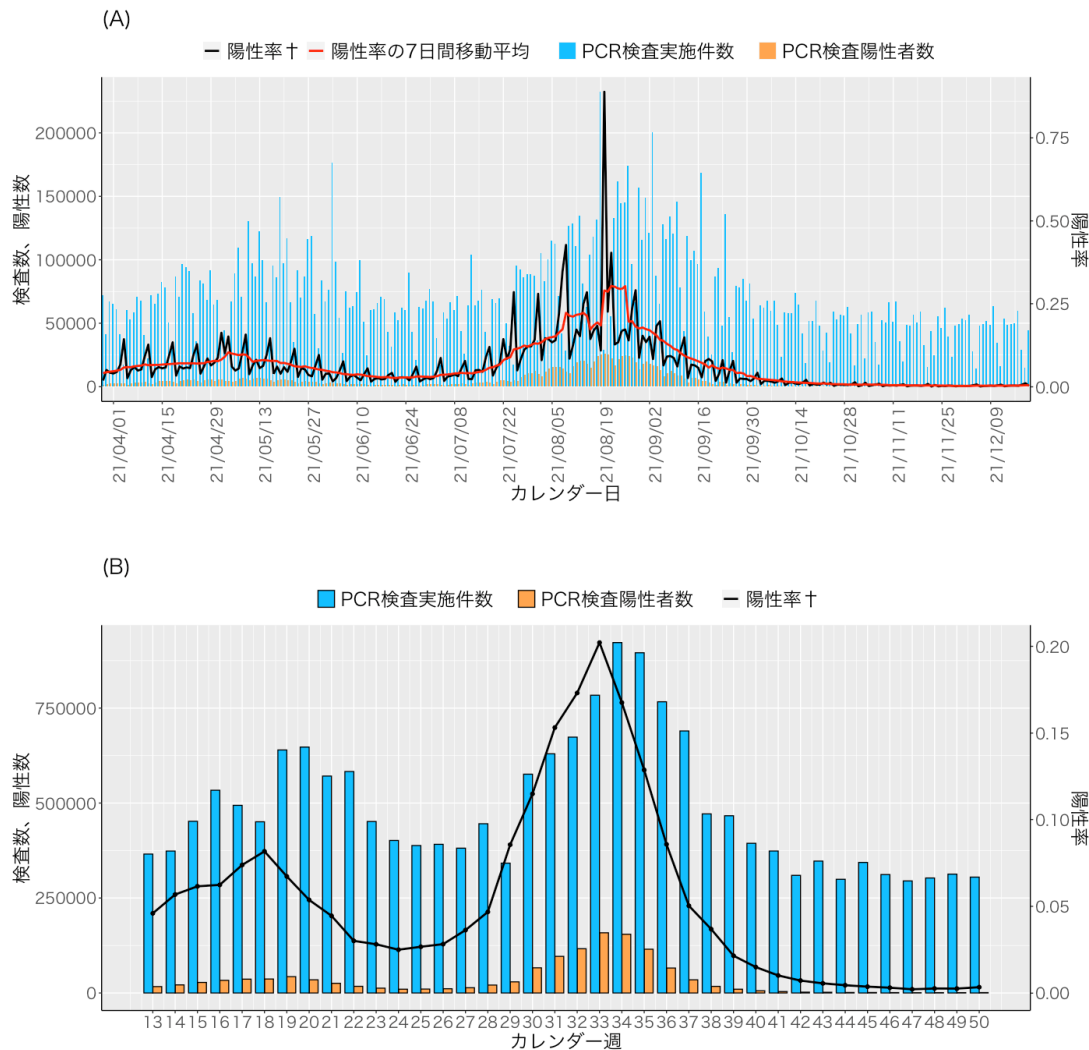 (A)
陽性率† 陽性率の7日間移動平均 PCR検査実施件数 PCR検査陽性者数
検査数、陽性数
200000
150000
100000
50000
0
0.75
0.50
0.25
0.00
陽性率
21/04/01 21/04/15 21/04/29 21/05/13 21/05/27 21/06/10 21/06/24 21/07/08 21/07/22 21/08/05 21/08/19 21/09/02 21/09/16 21/09/30 21/10/14 21/10/28 21/11/11 21/11/25 21/12/09
カレンダー日
(B)
PCR検査実施件数 PCR検査陽性者数 陽性率†
検査数、陽性数
750000
500000
250000
0
0.20
0.15
0.10
0.05
0.00
陽性率
13 14 15 16 17 18 19 20 21 22 23 24 25 26 27 28 29 30 31 32 33 34 35 36 37 38 39 40 41 42 43 44 45 46 47 48 49 50
カレンダー週